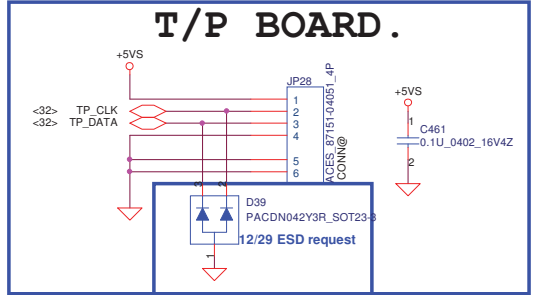 T/P BOARD.
+5VS
JP28
<32> TP_CLK
<32> TP_DATA
1
2
3
4
5
6
ACES_87151-04051_4P
CONN@
+5VS
1
C461
0.1U_0402_16V4Z
2
3
2
D39
PACDN042Y3R_SOT23-3
12/29 ESD request
1